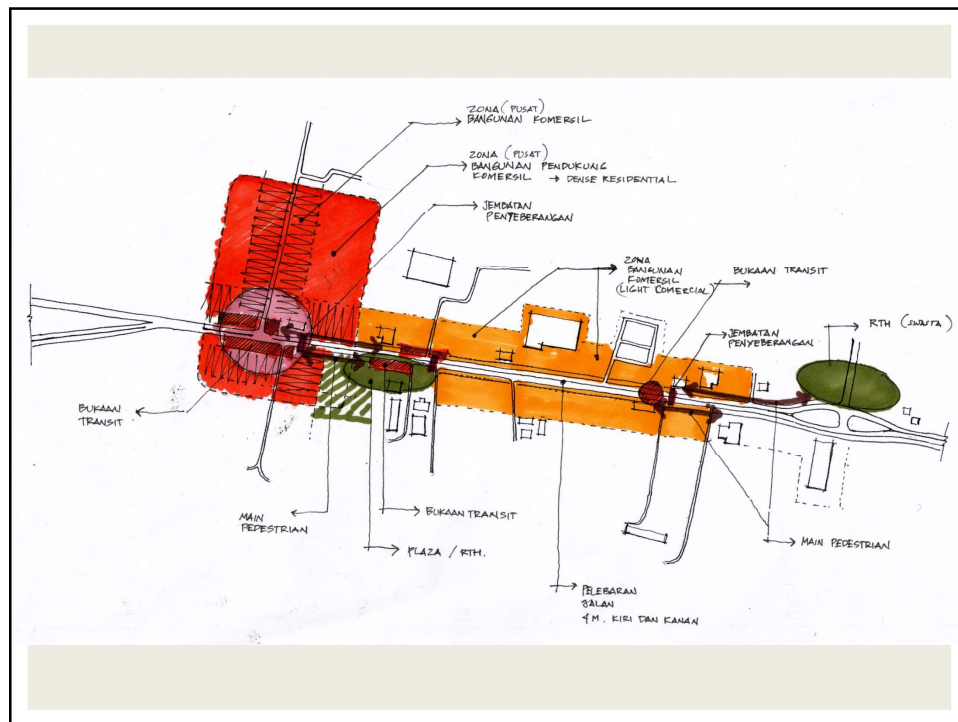 ZONA (PUSAT)
BANGUNAN KOMERSIL
ZONA (PUSAT)
BANGUNAN PENDUKUNG
KOMERSIL → DENSE RESIDENTIAL
JEMBATAN
PENYEBERANGAN
ZONA
BANGUNAN
KOMERSIL
(LIGHT COMERCIAL)
BUKAAN TRANSIT
JEMBATAN
PENYEBERANGAN
RTH (SWASTA)
BUKAAN
TRANSIT
MAIN
PEDESTRIAN
BUKAAN TRANSIT
PLAZA / RTH.
MAIN PEDESTRIAN
PELEBARAN
JALAN
4 M. KIRI DAN KANAN